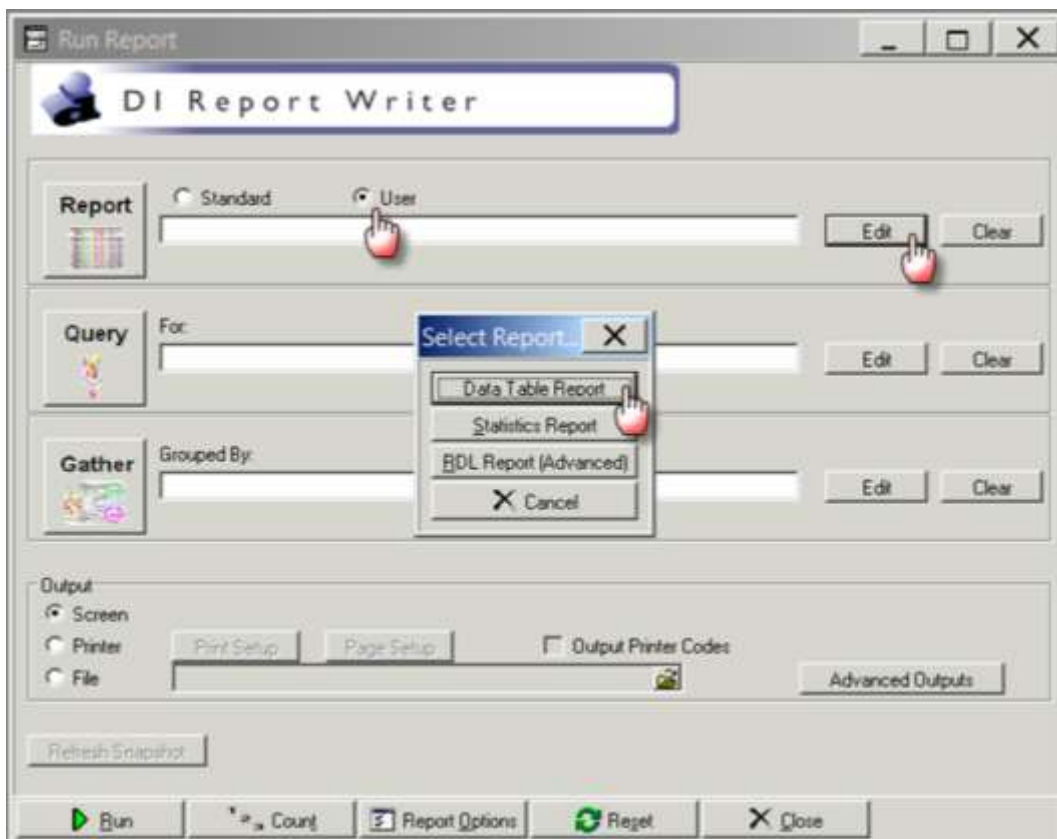 Run Report
DI Report Writer
Report
Standard
User
Edit
Clear
Query
For:
Select Report...
Edit
Clear
Data Table Report
Statistics Report
RDL Report (Advanced)
Cancel
Gather
Grouped By:
Edit
Clear
Output
Screen
Printer
Print Setup
Page Setup
Output Printer Codes
File
Advanced Outputs
Refresh Snapshot
Run
Count
Report Options
Reset
Close